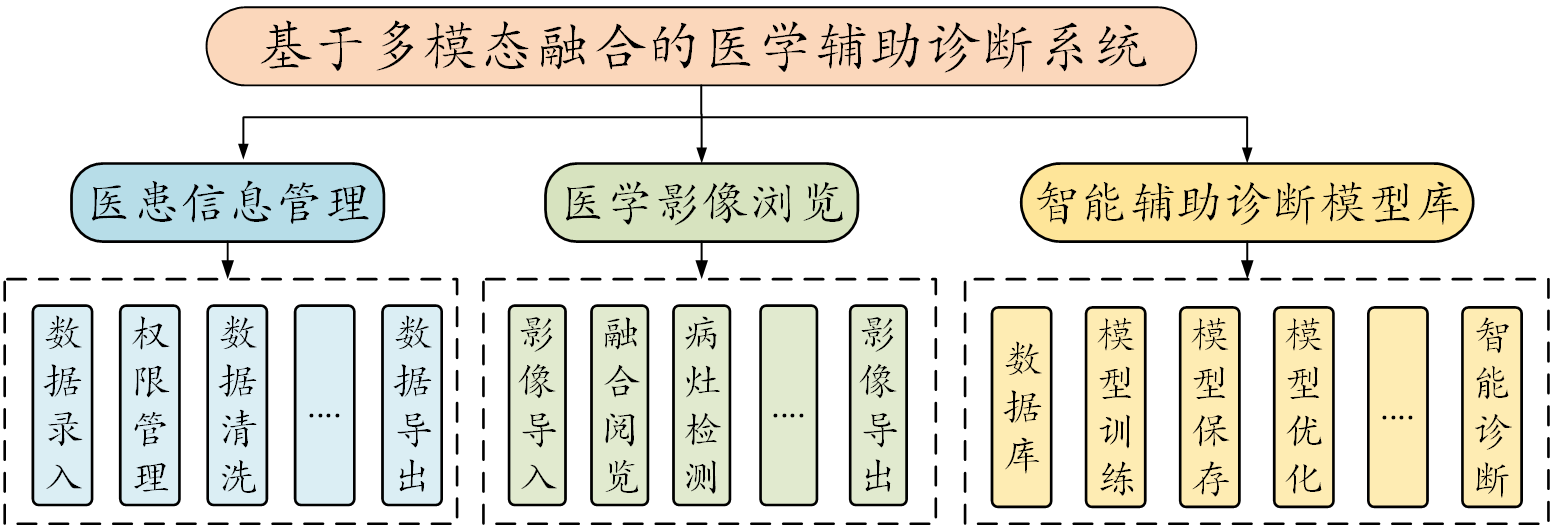 基于多模态融合的医学辅助诊断系统
医患信息管理
医学影像浏览
智能辅助诊断模型库
数据录入
权限管理
数据清洗
....
数据导出
影像导入
融合阅览
病灶检测
....
影像导出
数据库
模型训练
模型保存
模型优化
....
智能诊断